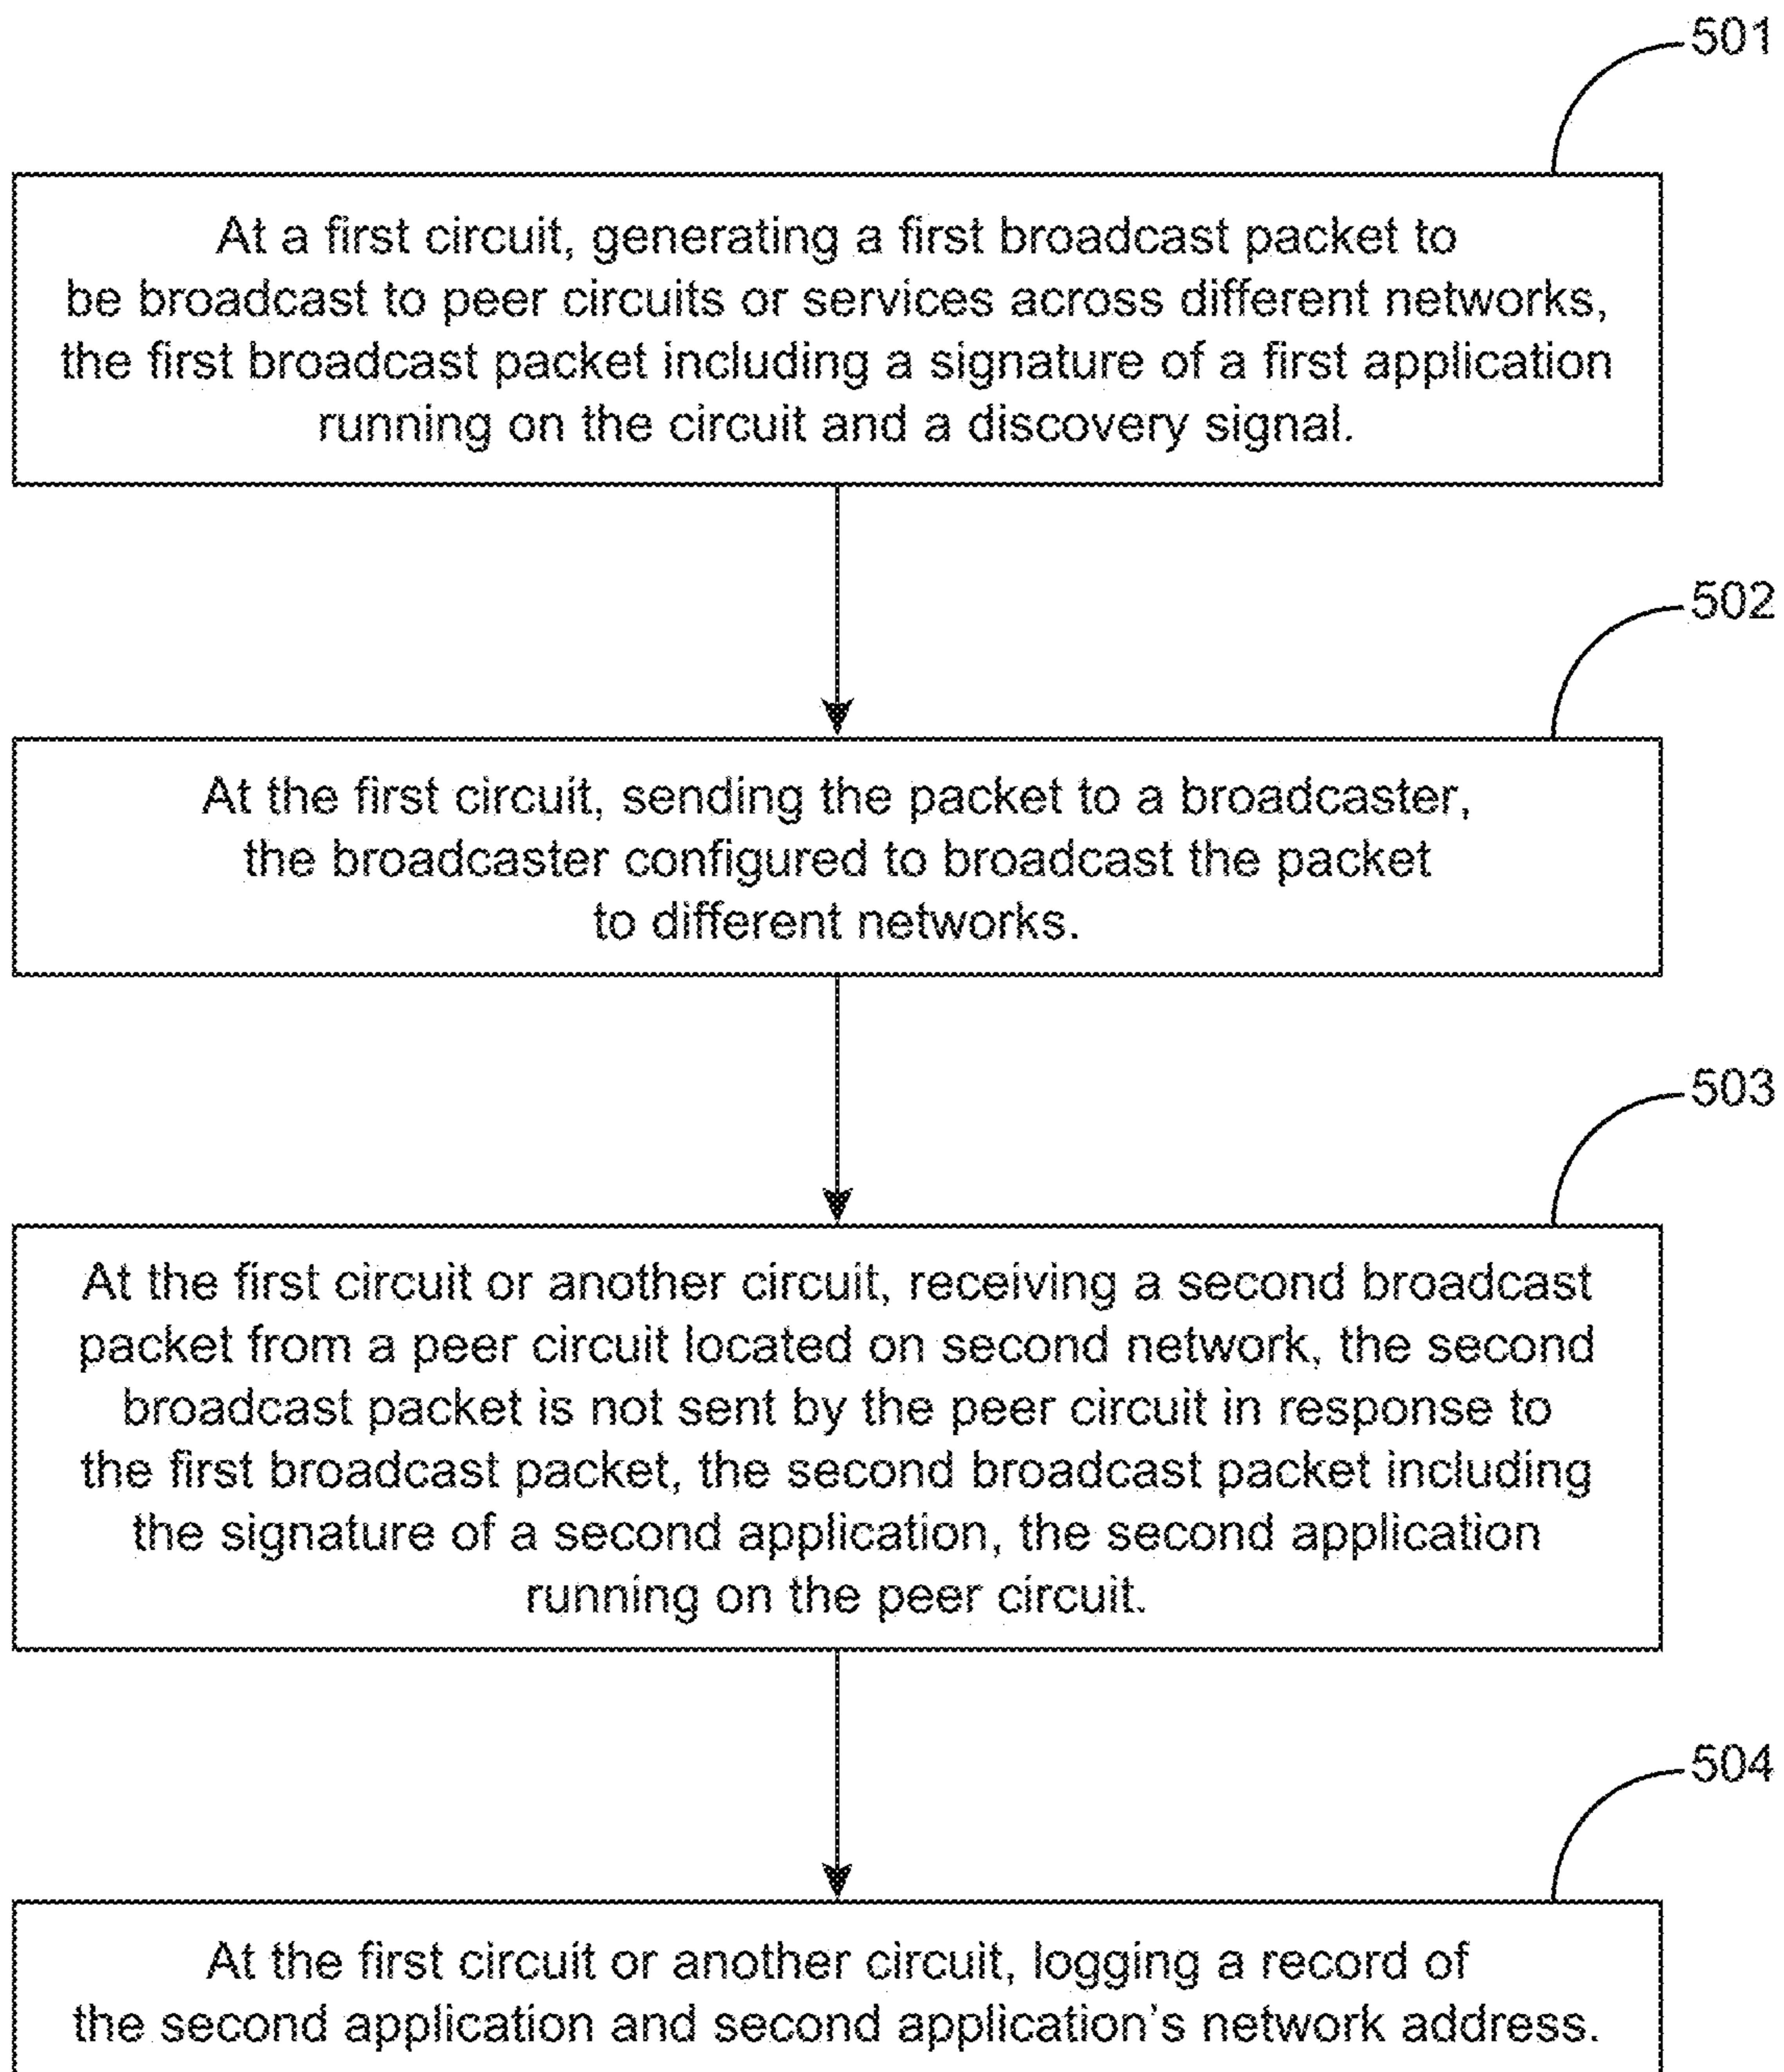 501
At a first circuit, generating a first broadcast packet to
be broadcast to peer circuits or services across different networks,
the first broadcast packet including a signature of a first application
running on the circuit and a discovery signal.
502
At the first circuit, sending the packet to a broadcaster,
the broadcaster configured to broadcast the packet
to different networks.
503
At the first circuit or another circuit, receiving a second broadcast
packet from a peer circuit located on second network, the second
broadcast packet is not sent by the peer circuit in response to
the first broadcast packet, the second broadcast packet including
the signature of a second application, the second application
running on the peer circuit.
504
At the first circuit or another circuit, logging a record of
the second application and second application's network address.